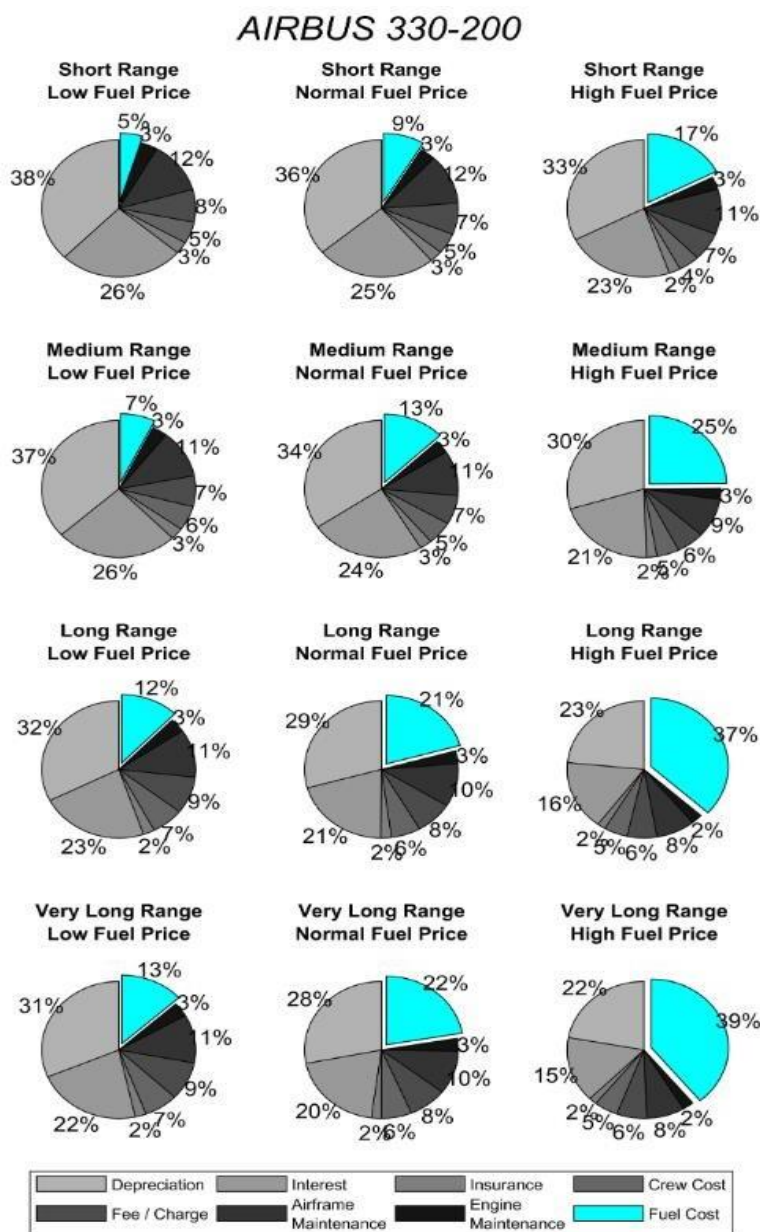 AIRBUS 330-200
Short Range
Low Fuel Price
5%
3%
12%
8%
5%
3%
26%
38%
Short Range
Normal Fuel Price
9%
3%
12%
7%
5%
3%
25%
36%
Short Range
High Fuel Price
17%
3%
11%
7%
4%
2%
23%
33%
Medium Range
Low Fuel Price
7%
3%
11%
7%
6%
3%
26%
37%
Medium Range
Normal Fuel Price
13%
3%
11%
7%
5%
3%
24%
34%
Medium Range
High Fuel Price
25%
3%
9%
6%
5%
2%
21%
30%
Long Range
Low Fuel Price
12%
3%
11%
9%
7%
2%
23%
32%
Long Range
Normal Fuel Price
21%
3%
10%
8%
6%
2%
21%
29%
Long Range
High Fuel Price
37%
2%
8%
6%
5%
2%
16%
23%
Very Long Range
Low Fuel Price
13%
3%
11%
9%
7%
2%
22%
31%
Very Long Range
Normal Fuel Price
22%
3%
10%
8%
6%
2%
20%
28%
Very Long Range
High Fuel Price
39%
2%
8%
6%
5%
2%
15%
22%
Depreciation
Interest
Insurance
Crew Cost
Fee / Charge
Airframe
Maintenance
Engine
Maintenance
Fuel Cost